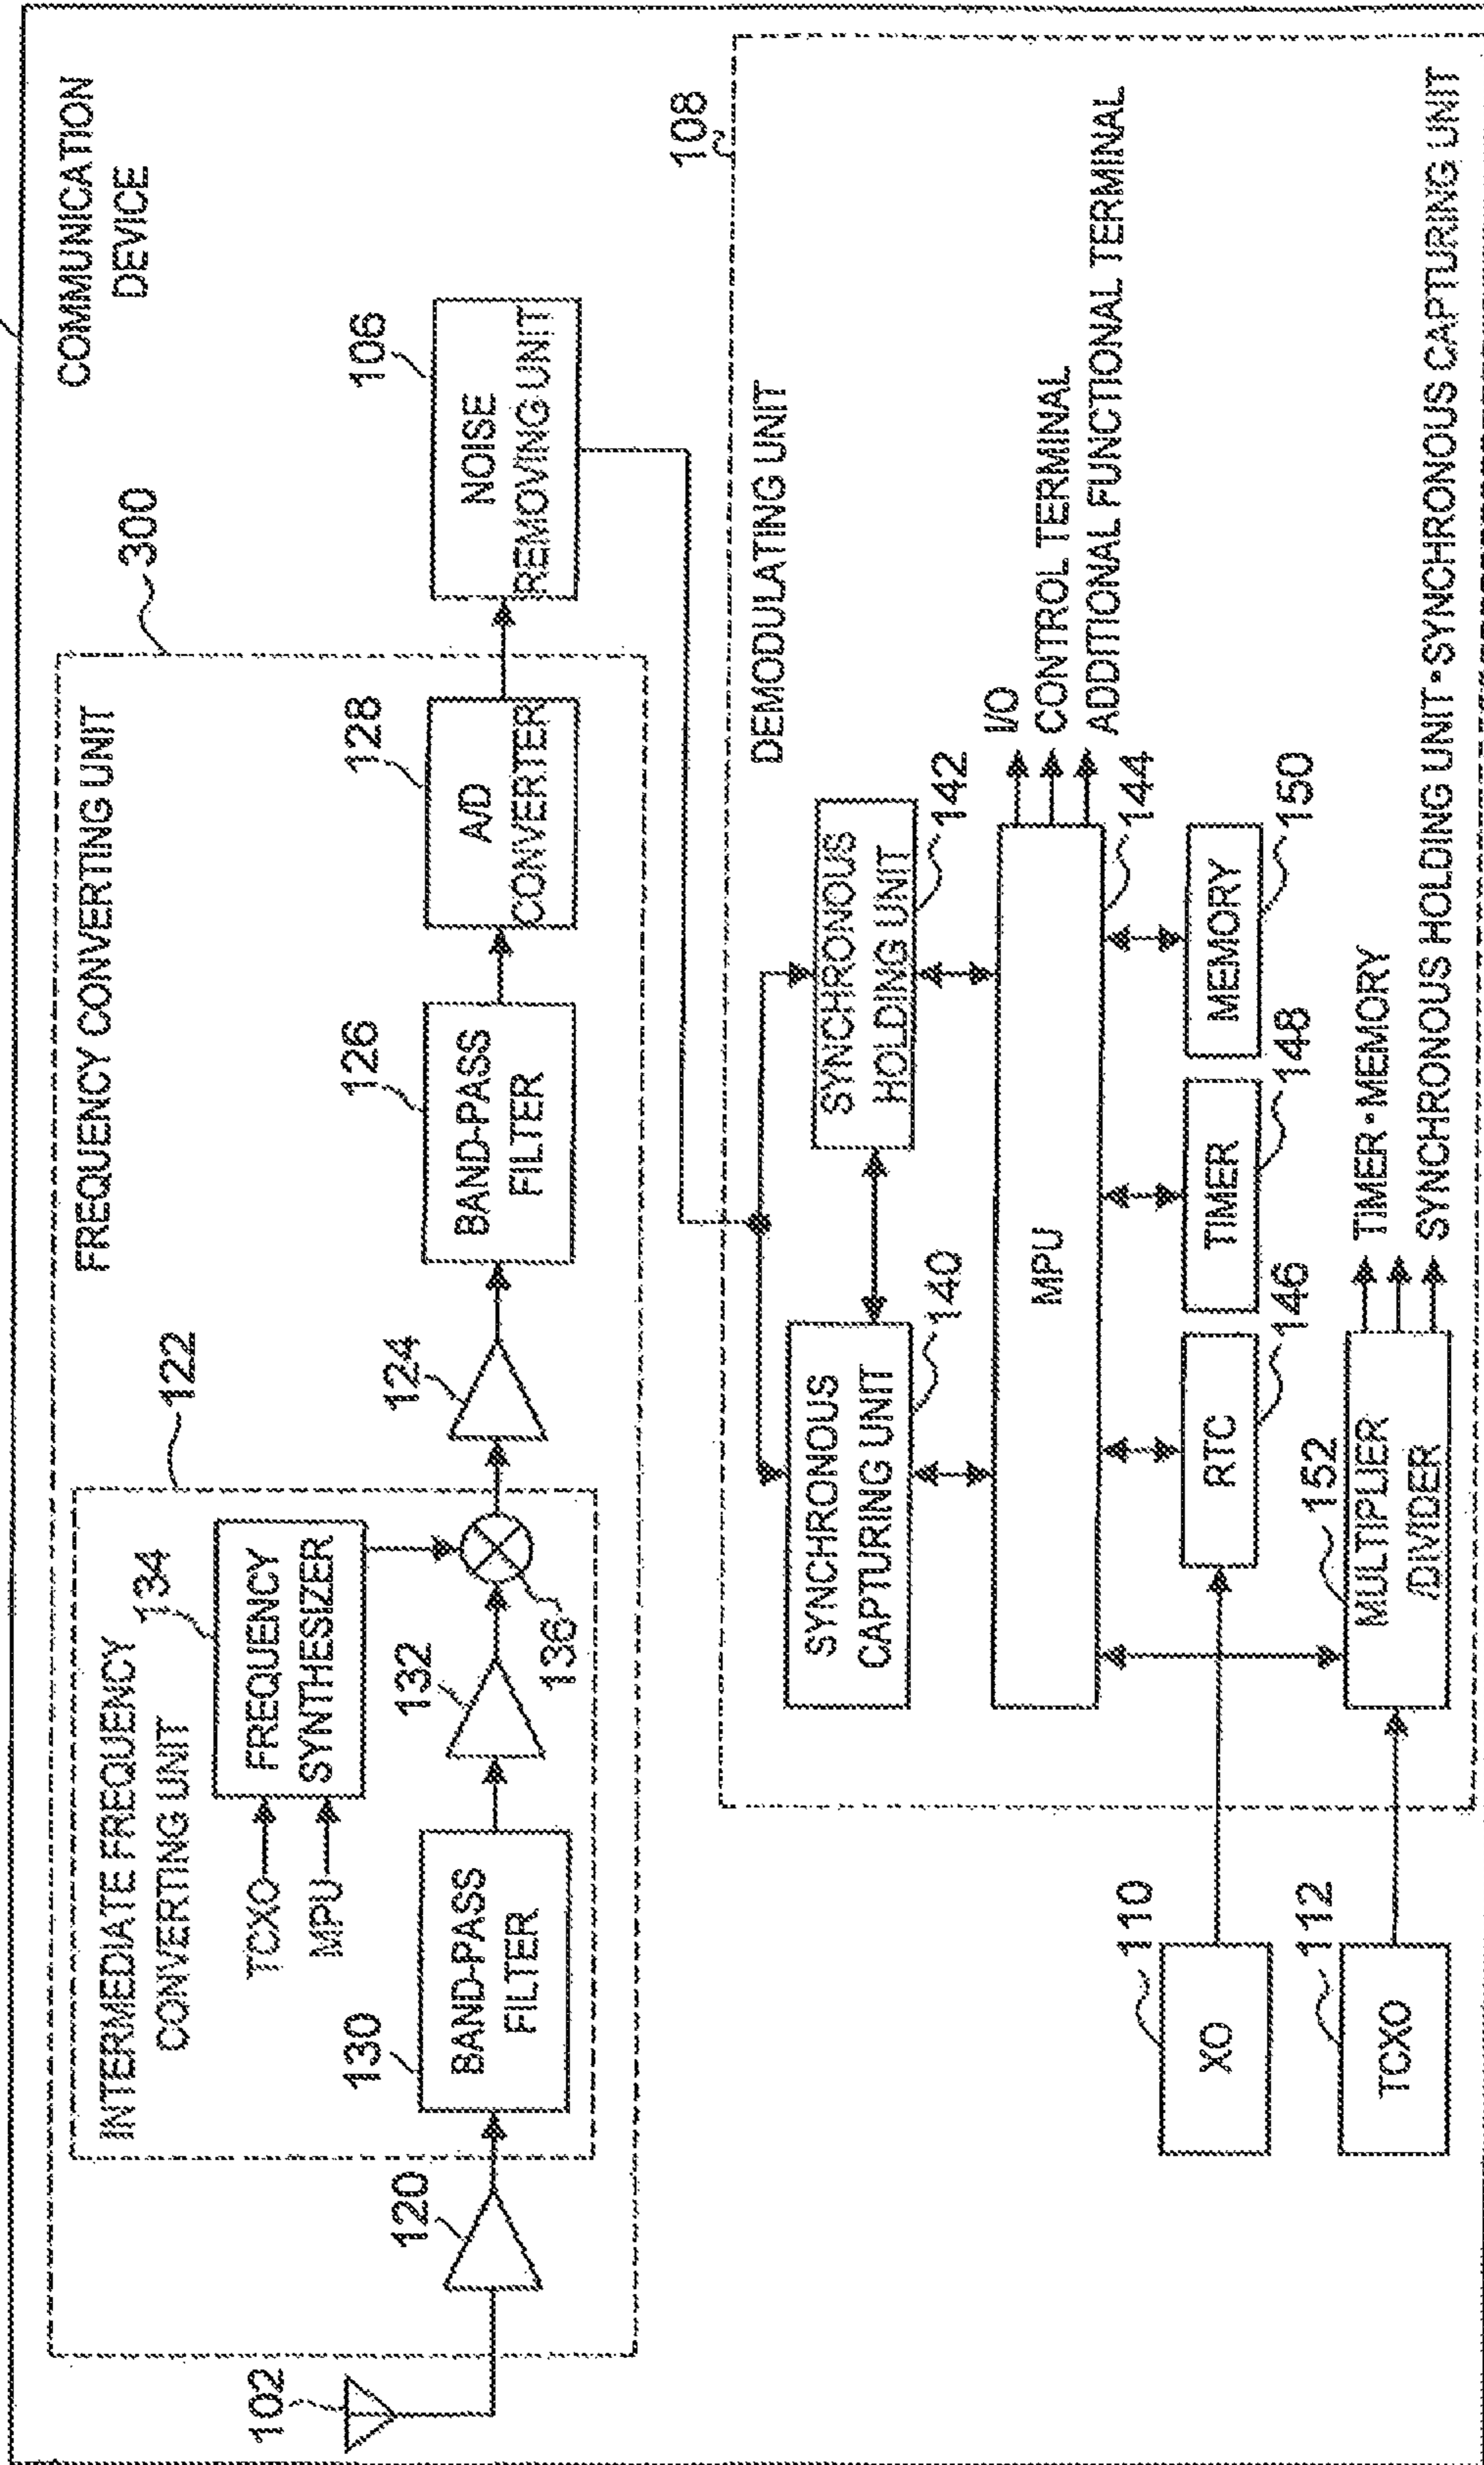 COMMUNICATION
DEVICE
300
FREQUENCY CONVERTING UNIT
122
INTERMEDIATE FREQUENCY
CONVERTING UNIT
134
FREQUENCY
SYNTHESIZER
TCXO
MPU
102
120
130
BAND-PASS
FILTER
132
136
124
126
BAND-PASS
FILTER
128
A/D
CONVERTER
106
NOISE
REMOVING UNIT
108
DEMODULATING UNIT
SYNCHRONOUS
CAPTURING UNIT
140
SYNCHRONOUS
HOLDING UNIT
142
MPU
144
I/O
CONTROL TERMINAL
ADDITIONAL FUNCTIONAL TERMINAL
RTC
146
TIMER
148
MEMORY
150
152
MULTIPLIER
/DIVIDER
TIMER•MEMORY
SYNCHRONOUS HOLDING UNIT•SYNCHRONOUS CAPTURING UNIT
110
XO
112
TCXO